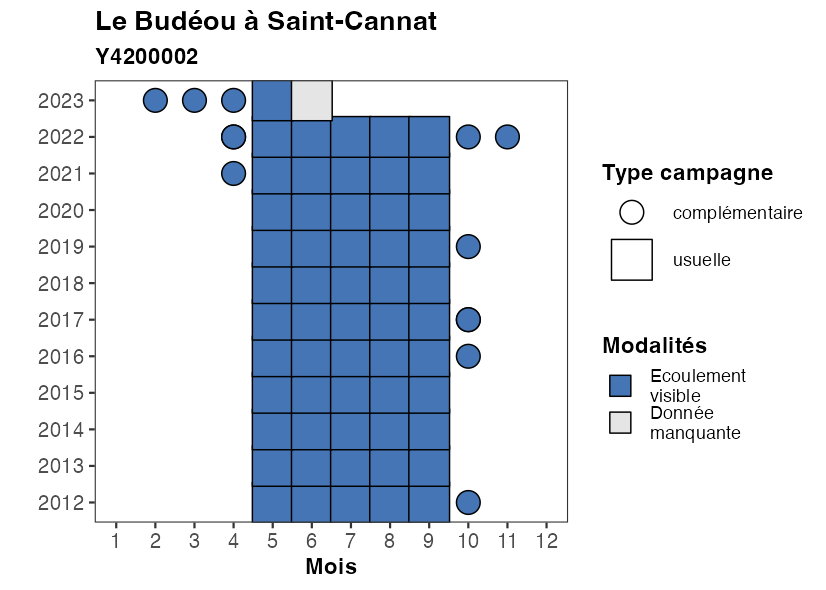 Le Budéou à Saint-Cannat
Y4200002
2023
2022
2021
2020
2019
2018
2017
2016
2015
2014
2013
2012
1 2 3 4 5 6 7 8 9 10 11 12
Mois
Type campagne
complémentaire
usuelle
Modalités
Ecoulement
visible
Donnée
manquante